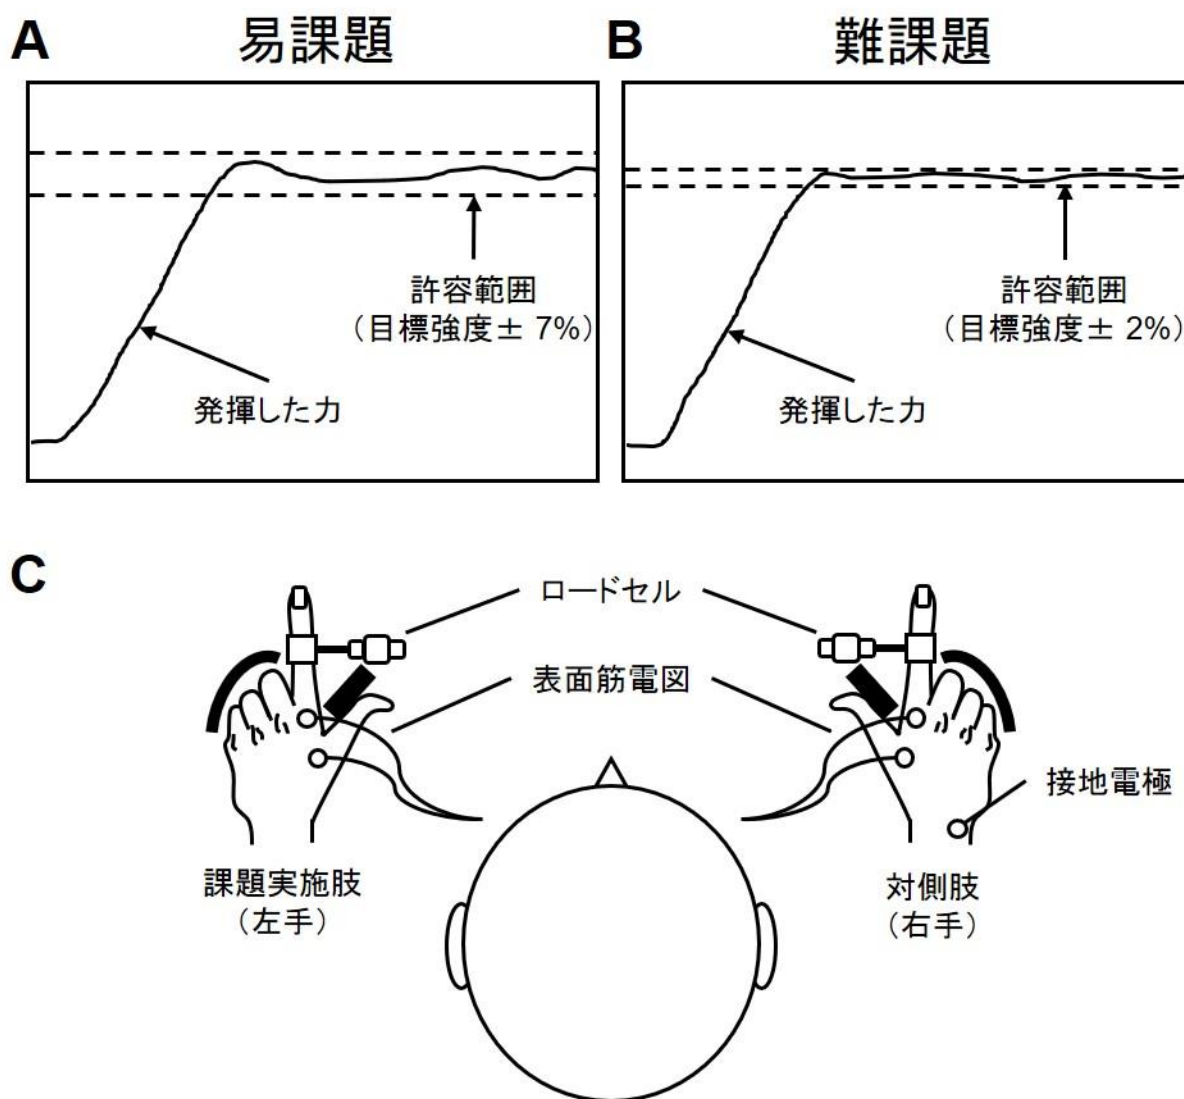 A 易課題
B 難課題
許容範囲
(目標強度± 7%)
発揮した力
許容範囲
(目標強度± 2%)
発揮した力
C
ロードセル
表面筋電図
接地電極
課題実施肢
(左手)
対側肢
(右手)